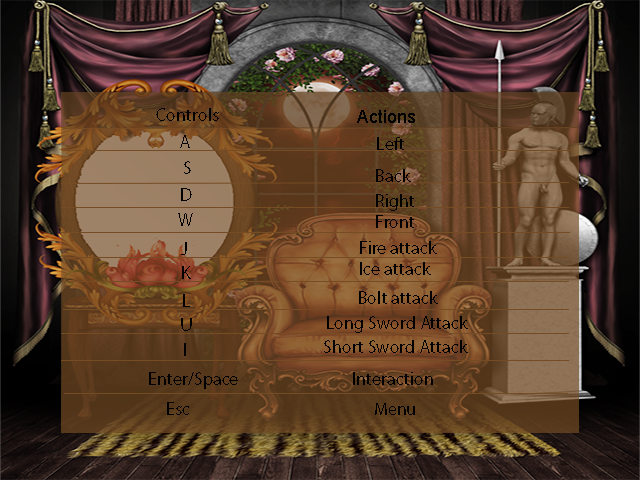 Controls Actions
A Left
S Back
D Right
W Front
J Fire attack
K Ice attack
L Bolt attack
U Long Sword Attack
I Short Sword Attack
Enter/Space Interaction
Esc Menu